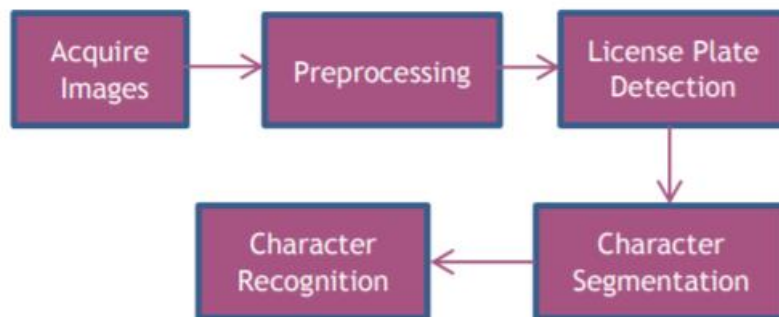 Acquire
Images
Preprocessing
License Plate
Detection
Character
Segmentation
Character
Recognition